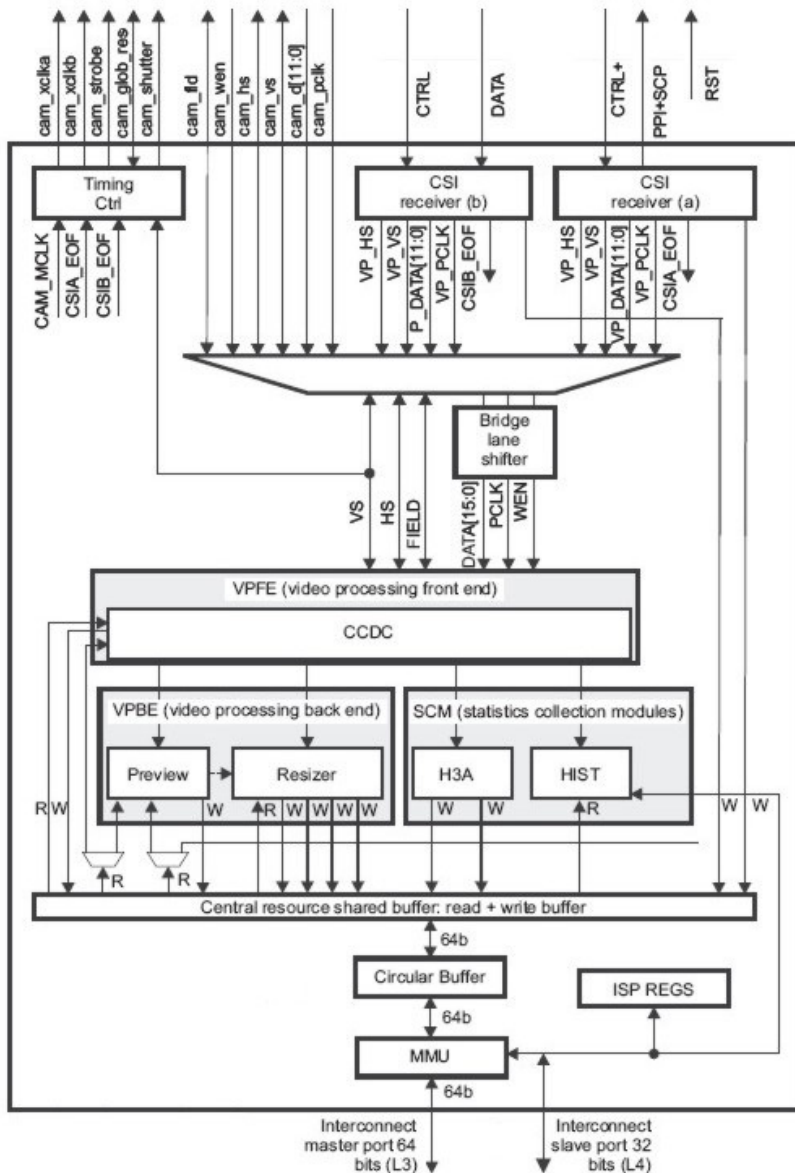 cam_xclka
cam_xclkb
cam_strobe
cam_glob_res
cam_shutter
cam_fld
cam_wen
cam_hs
cam_vs
cam_d[11:0]
cam_pclk
CTRL
DATA
CTRL+
PPI+SCP
RST
Timing
Ctrl
CSI
receiver (b)
CSI
receiver (a)
CAM_MCLK
CSIA_EOF
CSIB_EOF
VP_HS
VP_VS
P_DATA[11:0]
VP_PCLK
CSIB_EOF
VP_HS
VP_VS
VP_DATA[11:0]
VP_PCLK
CSIA_EOF
Bridge
lane
shifter
VS
HS
FIELD
DATA[15:0]
PCLK
WEN
VPFE (video processing front end)
CCDC
VPBE (video processing back end)
SCM (statistics collection modules)
Preview
Resizer
H3A
HIST
R W
W
R W W W W
W
W
R
W
W
R
R
Central resource shared buffer: read + write buffer
64b
Circular Buffer
64b
ISP REGS
MMU
64b
Interconnect
master port 64
bits (L3)
Interconnect
slave port 32
bits (L4)